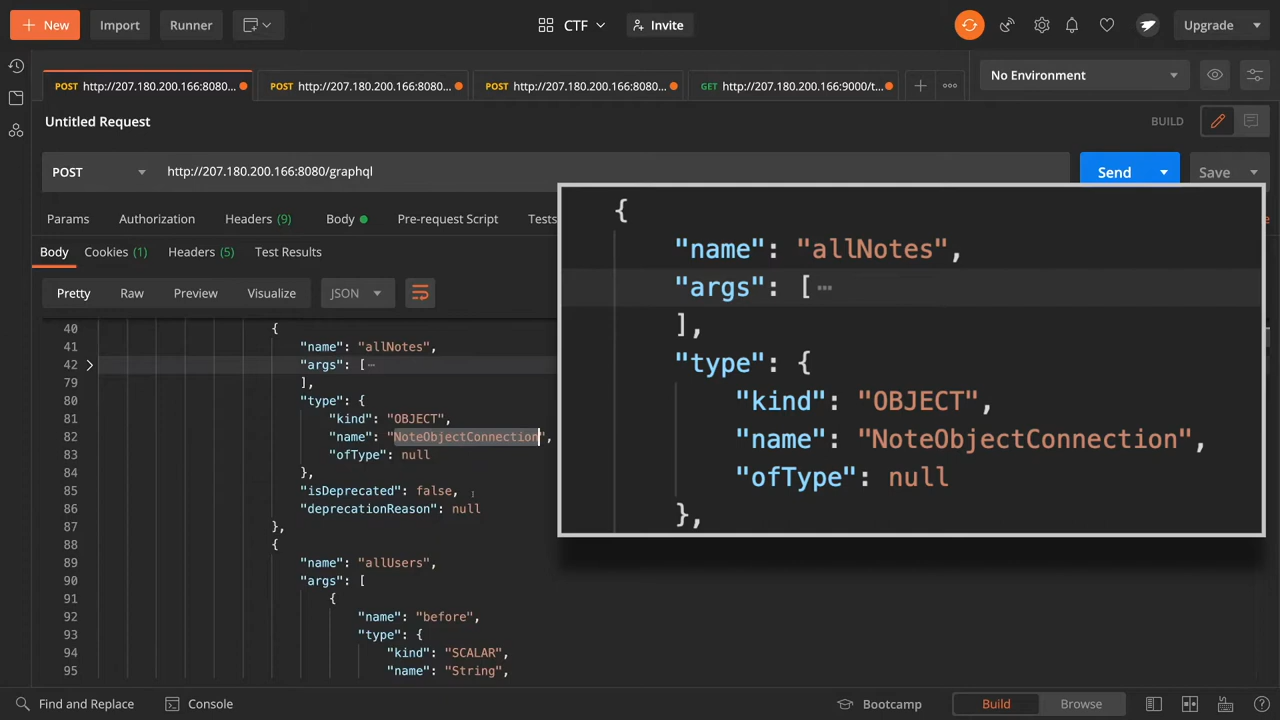 New
Import
Runner
CTF
Invite
Upgrade
POST http://207.180.200.166:8080...
POST http://207.180.200.166:8080...
POST http://207.180.200.166:8080...
GET http://207.180.200.166:9000/t...
No Environment
Untitled Request
BUILD
POST
http://207.180.200.166:8080/graphql
Send
Save
Params
Authorization
Headers (9)
Body
Pre-request Script
Tests
Body
Cookies (1)
Headers (5)
Test Results
Pretty
Raw
Preview
Visualize
JSON
40 {
41 "name": "allNotes",
42 "args": [⋯
79 ],
80 "type": {
81 "kind": "OBJECT",
82 "name": "NoteObjectConnection",
83 "ofType": null
84 },
85 "isDeprecated": false,
86 "deprecationReason": null
87 },
88 {
89 "name": "allUsers",
90 "args": [
91 {
92 "name": "before",
93 "type": {
94 "kind": "SCALAR",
95 "name": "String",
{
"name": "allNotes",
"args": [⋯
],
"type": {
"kind": "OBJECT",
"name": "NoteObjectConnection",
"ofType": null
},
Find and Replace
Console
Bootcamp
Build
Browse